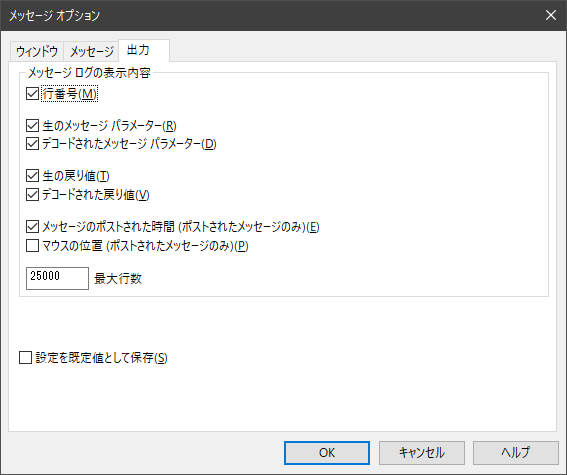 メッセージ オプション
ウィンドウ メッセージ 出力
メッセージ ログの表示内容
行番号(M)
生のメッセージ パラメーター(R)
デコードされたメッセージ パラメーター(D)
生の戻り値(T)
デコードされた戻り値(V)
メッセージのポストされた時間 (ポストされたメッセージのみ)(E)
マウスの位置 (ポストされたメッセージのみ)(P)
25000 最大行数
設定を既定値として保存(S)
OK キャンセル ヘルプ